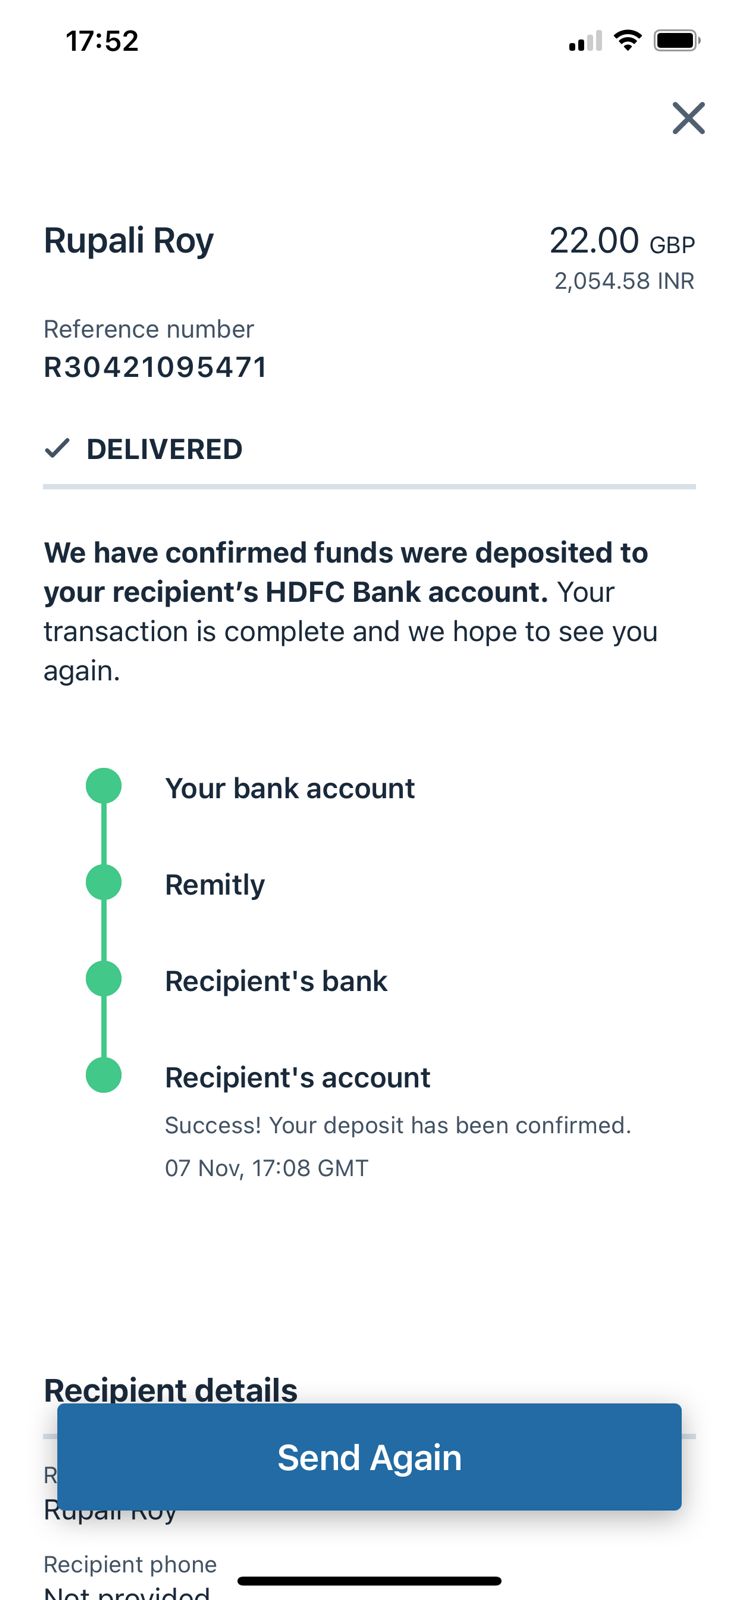 17:52
Rupali Roy
22.00 GBP
2,054.58 INR
Reference number
R30421095471
DELIVERED
We have confirmed funds were deposited to
your recipient's HDFC Bank account. Your
transaction is complete and we hope to see you
again.
Your bank account
Remitly
Recipient's bank
Recipient's account
Success! Your deposit has been confirmed.
07 Nov, 17:08 GMT
Recipient details
Send Again
Rupali Roy
Recipient phone
Not provided